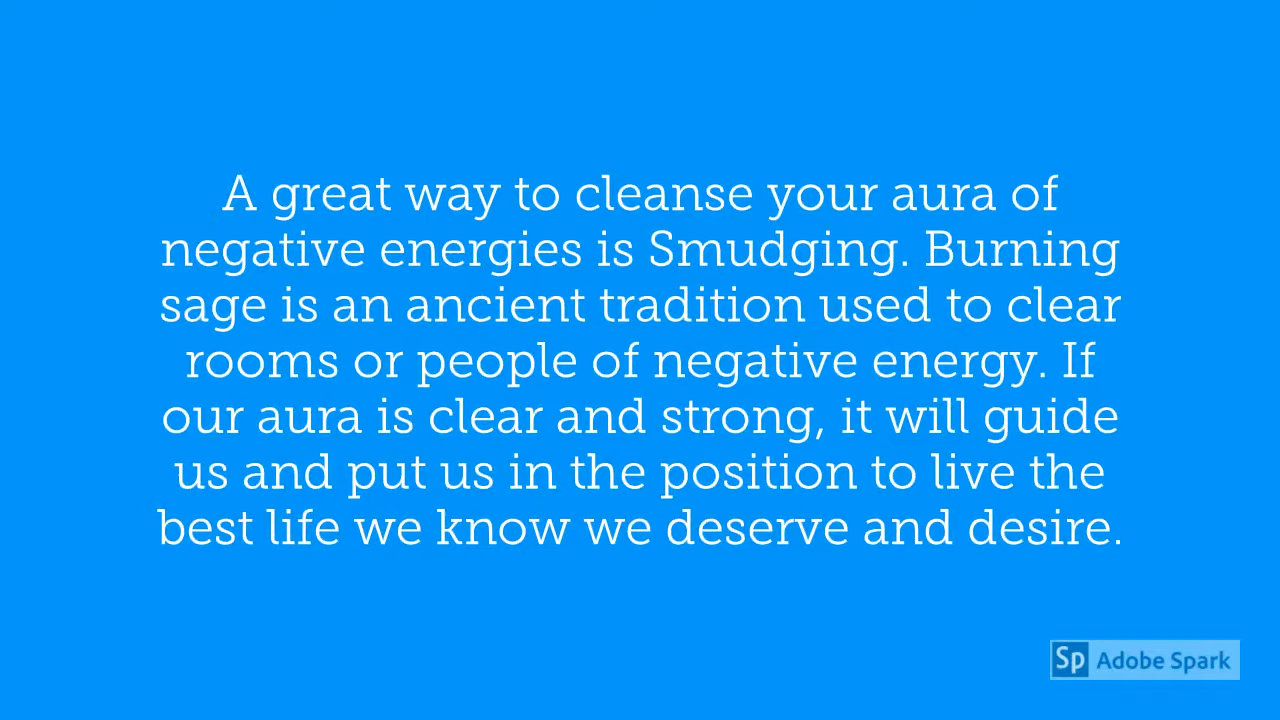 A great way to cleanse your aura of
negative energies is Smudging. Burning
sage is an ancient tradition used to clear
rooms or people of negative energy. If
our aura is clear and strong, it will guide
us and put us in the position to live the
best life we know we deserve and desire.
Sp Adobe Spark